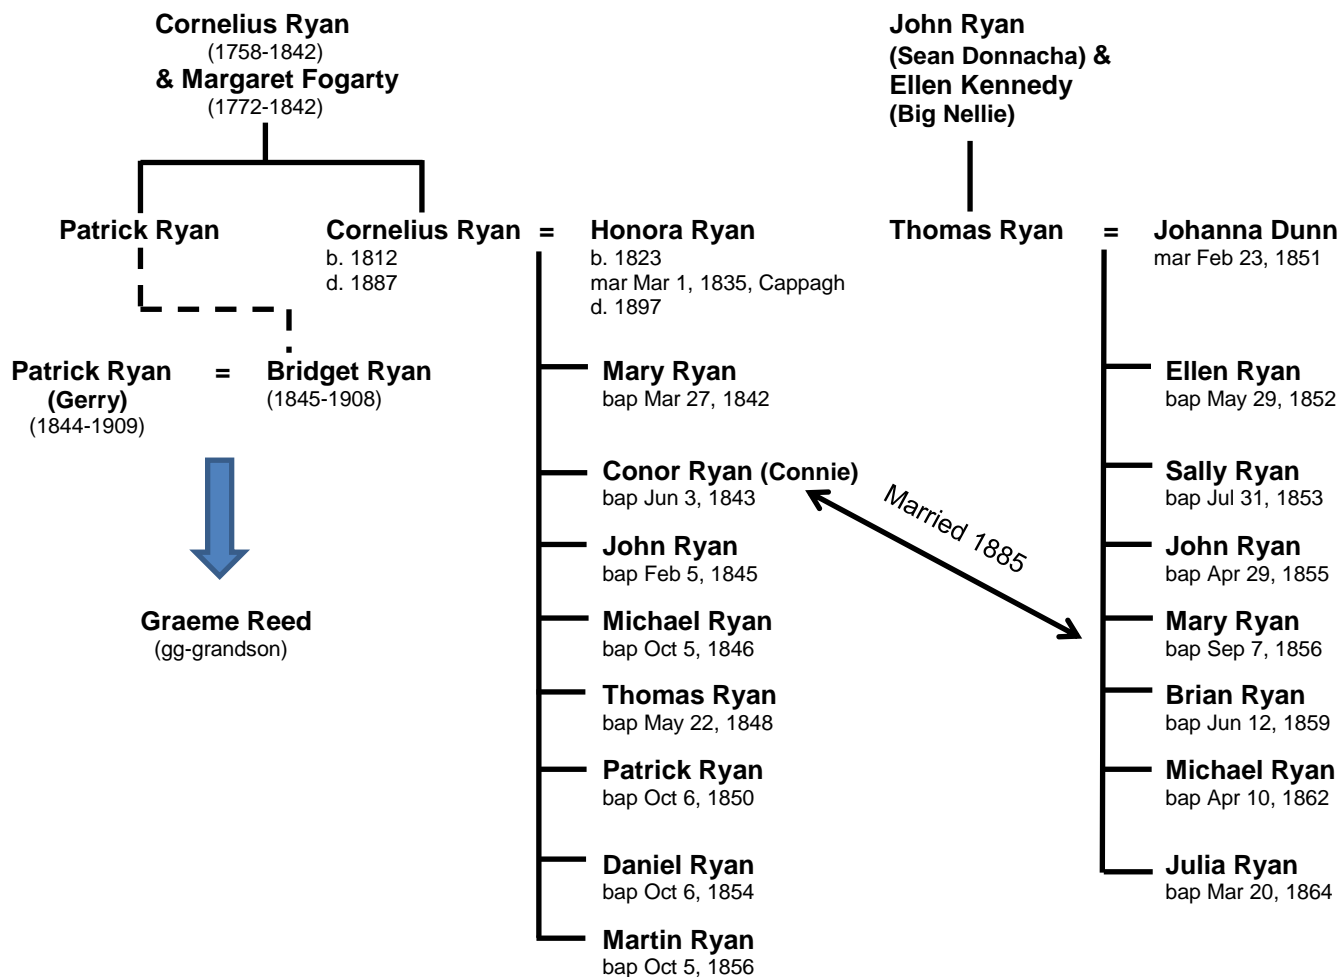 Cornelius Ryan
(1758-1842)
& Margaret Fogarty
(1772-1842)
John Ryan
(Sean Donnacha) &
Ellen Kennedy
(Big Nellie)
Patrick Ryan
Cornelius Ryan =
b. 1812
d. 1887
Honora Ryan
b. 1823
mar Mar 1, 1835, Cappagh
d. 1897
Thomas Ryan =
Johanna Dunn
mar Feb 23, 1851
Patrick Ryan =
(Gerry)
(1844-1909)
Bridget Ryan
(1845-1908)
Graeme Reed
(gg-grandson)
Mary Ryan
bap Mar 27, 1842
Conor Ryan (Connie)
bap Jun 3, 1843
John Ryan
bap Feb 5, 1845
Michael Ryan
bap Oct 5, 1846
Thomas Ryan
bap May 22, 1848
Patrick Ryan
bap Oct 6, 1850
Daniel Ryan
bap Oct 6, 1854
Martin Ryan
bap Oct 5, 1856
Married 1885
Ellen Ryan
bap May 29, 1852
Sally Ryan
bap Jul 31, 1853
John Ryan
bap Apr 29, 1855
Mary Ryan
bap Sep 7, 1856
Brian Ryan
bap Jun 12, 1859
Michael Ryan
bap Apr 10, 1862
Julia Ryan
bap Mar 20, 1864